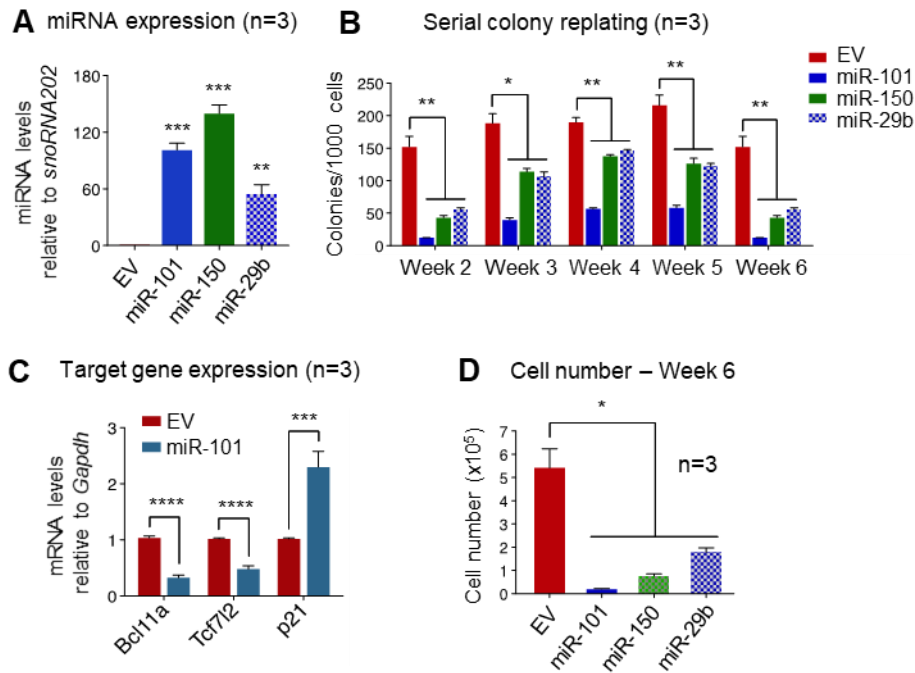 A miRNA expression (n=3)
miRNA levels
relative to snoRNA202
180
120
60
0
***
***
**
EV
miR-101
miR-150
miR-29b
B Serial colony replating (n=3)
EV
miR-101
miR-150
miR-29b
Colonies/1000 cells
250
200
150
100
50
0
**
*
**
**
**
Week 2
Week 3
Week 4
Week 5
Week 6
C Target gene expression (n=3)
EV
miR-101
mRNA levels
relative to Gapdh
3
2
1
0
****
****
***
Bcl11a
Tcf7l2
p21
D Cell number – Week 6
Cell number (x10⁵)
7
6
5
4
3
2
1
0
*
n=3
EV
miR-101
miR-150
miR-29b